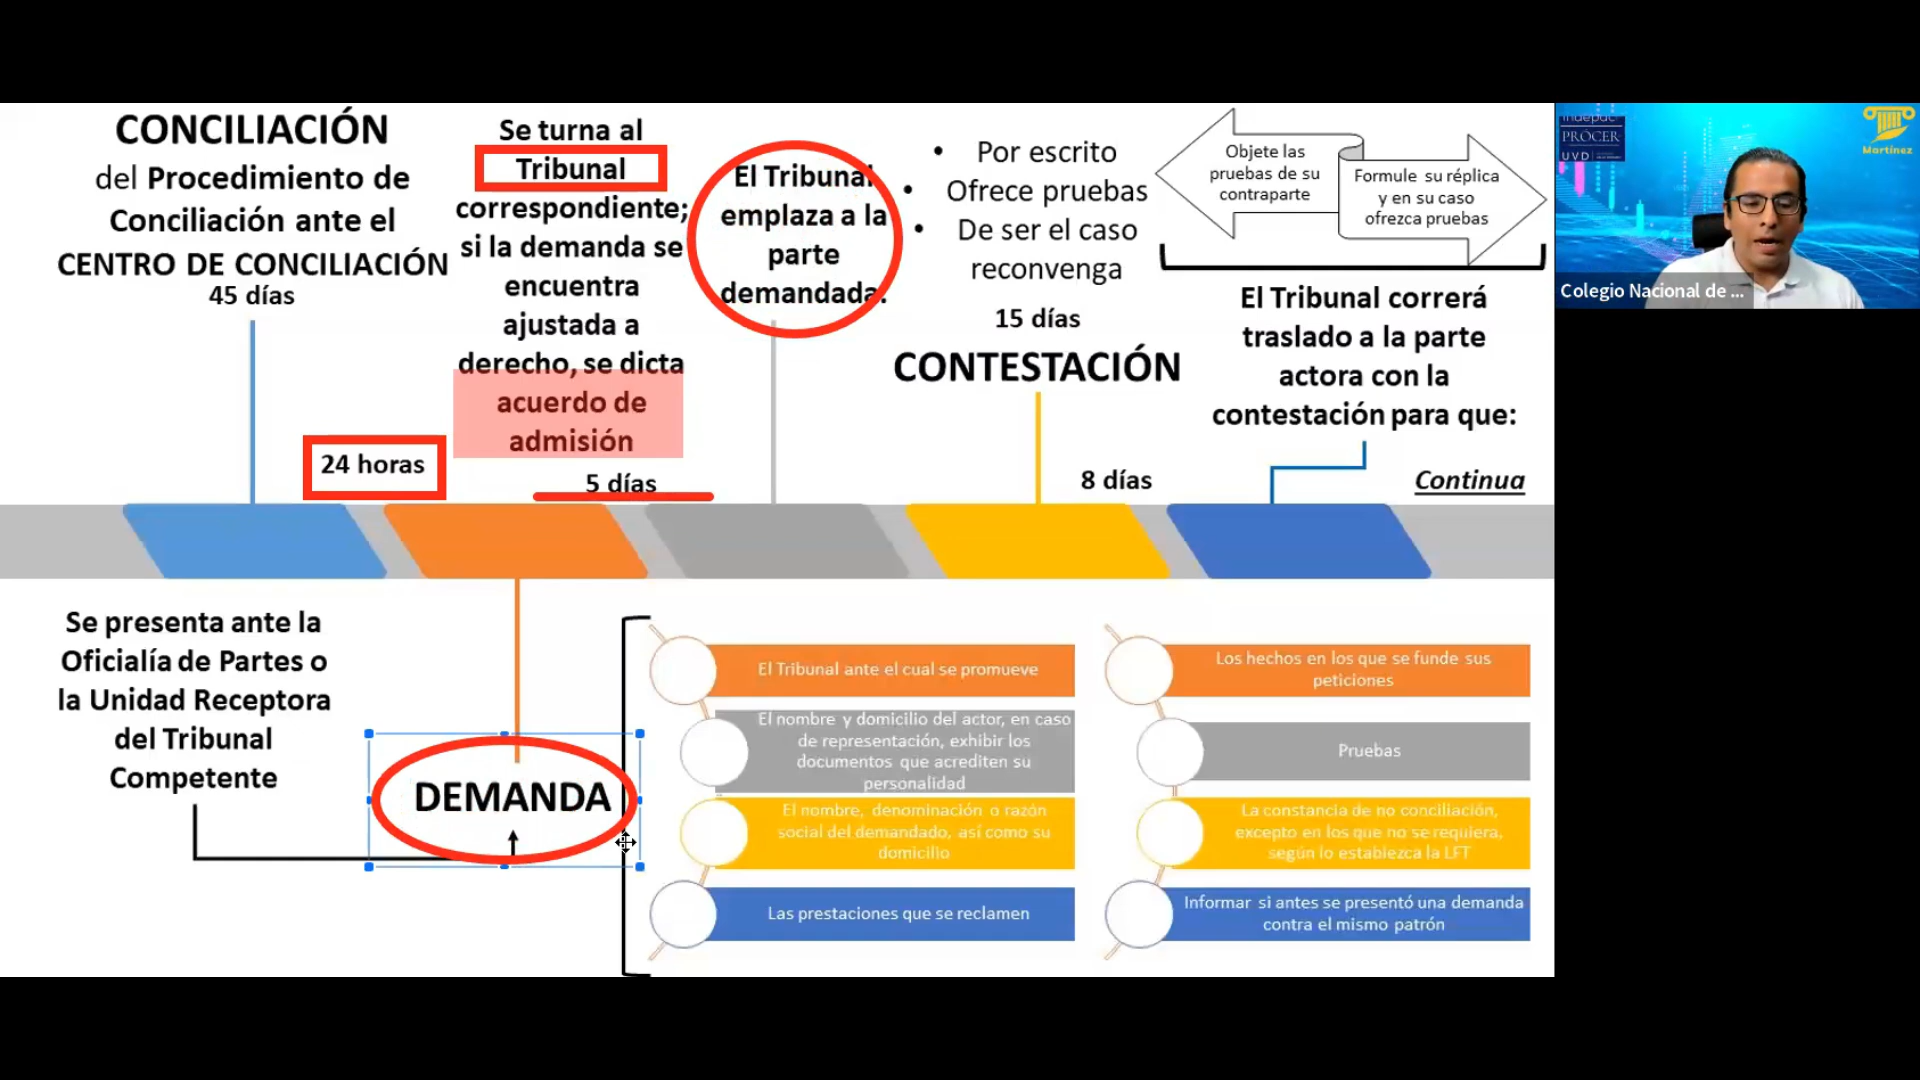 CONCILIACIÓN
del Procedimiento de
Conciliación ante el
CENTRO DE CONCILIACIÓN
45 días
24 horas
Se turna al
Tribunal
correspondiente;
si la demanda se
encuentra
ajustada a
derecho, se dicta
acuerdo de
admisión
5 días
El Tribunal
emplaza a la
parte
demandada.
• Por escrito
• Ofrece pruebas
• De ser el caso
reconvenga
15 días
CONTESTACIÓN
8 días
Objete las
pruebas de su
contraparte
Formule su réplica
y en su caso
ofrezca pruebas
El Tribunal correrá
traslado a la parte
actora con la
contestación para que:
Continua
Se presenta ante la
Oficialía de Partes o
la Unidad Receptora
del Tribunal
Competente
DEMANDA
El Tribunal ante el cual se promueve
El nombre y domicilio del actor, en caso
de representación, exhibir los
documentos que acrediten su
personalidad
El nombre, denominación o razón
social del demandado, así como su
domicilio
Las prestaciones que se reclamen
Los hechos en los que se funde sus
peticiones
Pruebas
La constancia de no conciliación,
excepto en los que no se requiera,
según lo establezca la LFT
Informar si antes se presentó una demanda
contra el mismo patrón
PRÓCER
UVD
Martínez
Colegio Nacional de ...